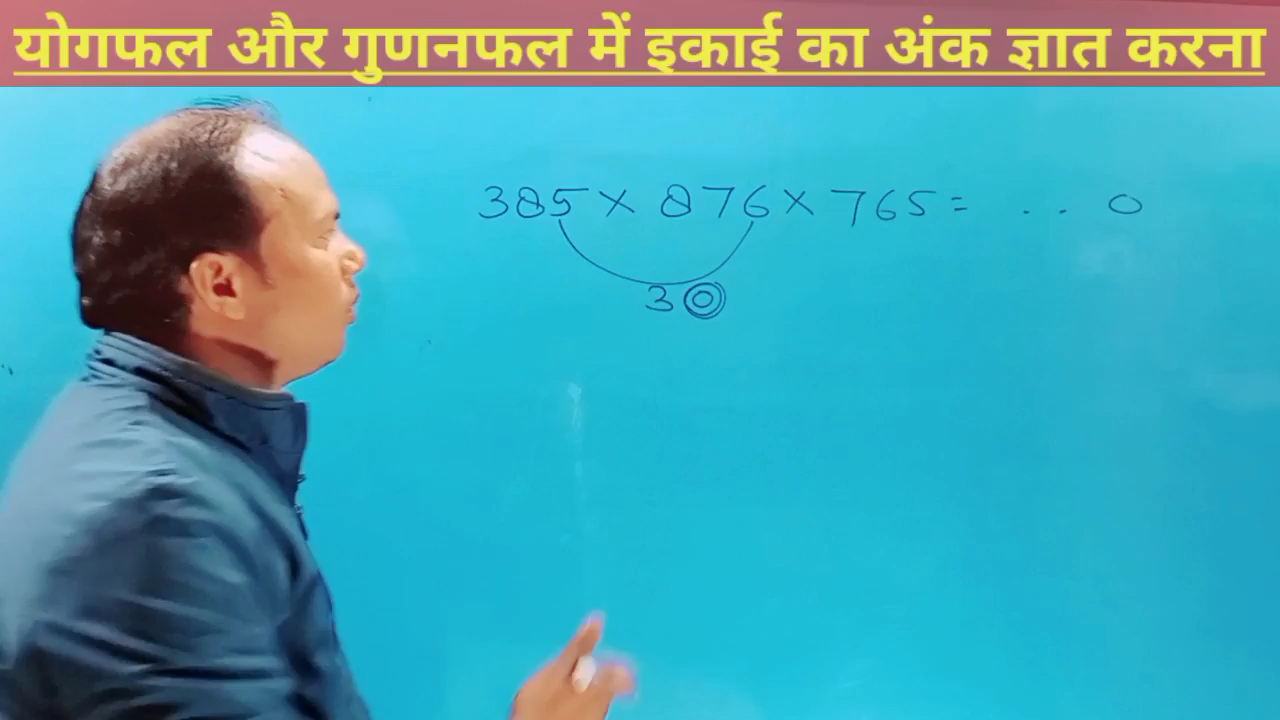 योगफल और गुणनफल में इकाई का अंक ज्ञात करना
385 × 876 × 765 = .. 0
30